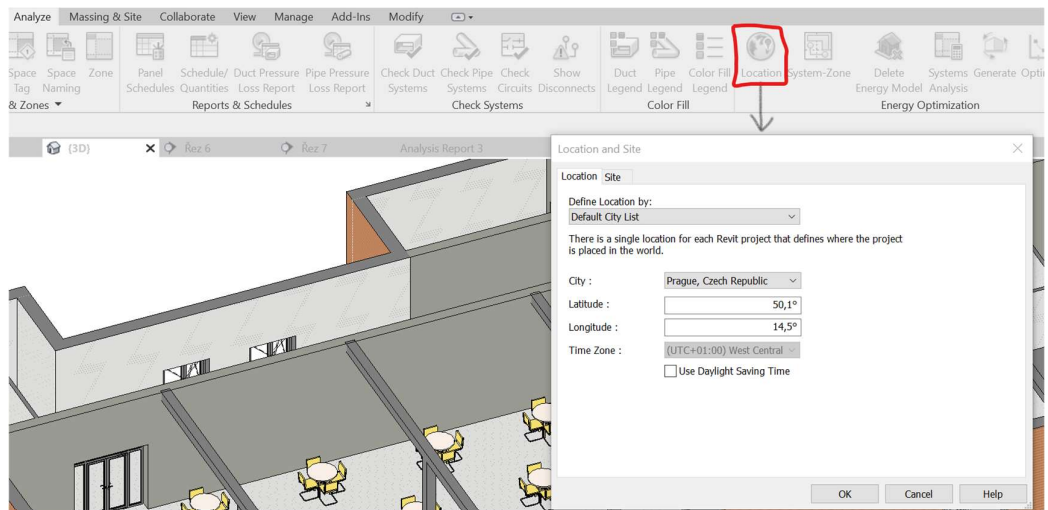 Analyze Massing & Site Collaborate View Manage Add-Ins Modify
Space Space Zone Panel Schedule/ Duct Pressure Pipe Pressure Check Duct Check Pipe Check Show Duct Pipe Color Fill Location System-Zone Delete Systems Generate
Tag Naming Schedules Quantities Loss Report Loss Report Systems Systems Circuits Disconnects Legend Legend Legend Energy Model Analysis
& Zones Reports & Schedules Check Systems Color Fill Energy Optimization
(3D) Řez 6 Řez 7 Analysis Report 3
Location and Site
Location Site
Define Location by:
Default City List
There is a single location for each Revit project that defines where the project
is placed in the world.
City : Prague, Czech Republic
Latitude : 50,1°
Longitude : 14,5°
Time Zone : (UTC+01:00) West Central
Use Daylight Saving Time
OK Cancel Help